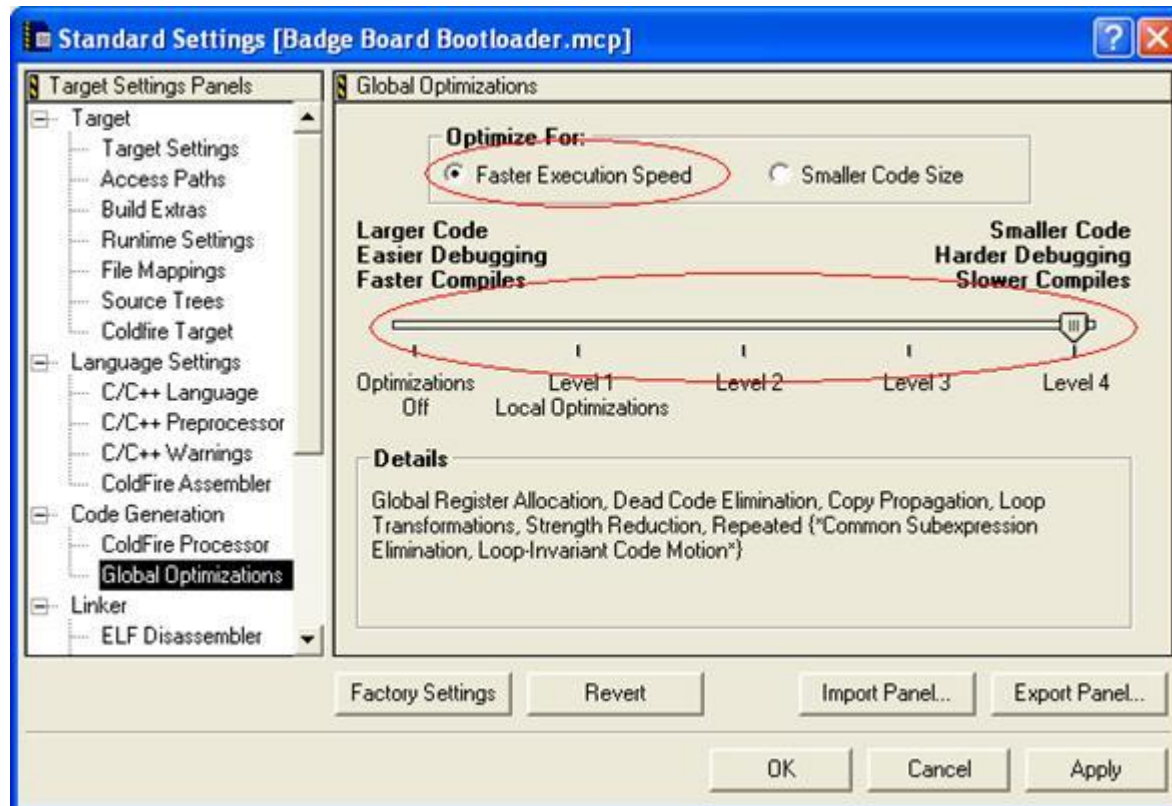 Standard Settings [Badge Board Bootloader.mcp]
Target Settings Panels
Target
Target Settings
Access Paths
Build Extras
Runtime Settings
File Mappings
Source Trees
Coldfire Target
Language Settings
C/C++ Language
C/C++ Preprocessor
C/C++ Warnings
ColdFire Assembler
Code Generation
ColdFire Processor
Global Optimizations
Linker
ELF Disassembler
Global Optimizations
Optimize For:
Faster Execution Speed
Smaller Code Size
Larger Code
Easier Debugging
Faster Compiles
Smaller Code
Harder Debugging
Slower Compiles
Optimizations
Off
Level 1
Local Optimizations
Level 2
Level 3
Level 4
Details
Global Register Allocation, Dead Code Elimination, Copy Propagation, Loop
Transformations, Strength Reduction, Repeated {*Common Subexpression
Elimination, Loop-Invariant Code Motion*}
Factory Settings
Revert
Import Panel...
Export Panel...
OK
Cancel
Apply